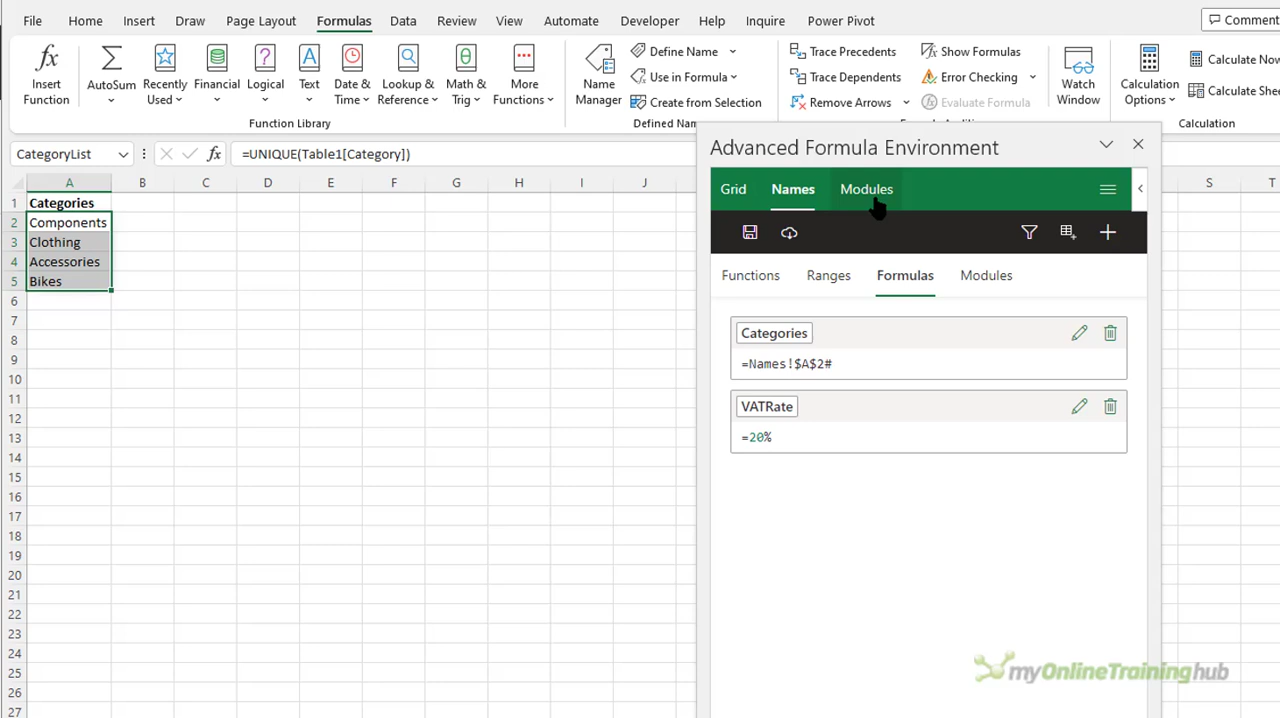 File Home Insert Draw Page Layout Formulas Data Review View Automate Developer Help Inquire Power Pivot Comment
fx Insert Function
AutoSum
Recently Used
Financial
Logical
Text
Date & Time
Lookup & Reference
Math & Trig
More Functions
Function Library
Name Manager
Define Name
Use in Formula
Create from Selection
Defined Nam
Trace Precedents
Trace Dependents
Remove Arrows
Show Formulas
Error Checking
Evaluate Formula
Watch Window
Calculation Options
Calculate Now
Calculate Shee
Calculation
CategoryList fx =UNIQUE(Table1[Category])
A B C D E F G H I J S T
1 Categories
2 Components
3 Clothing
4 Accessories
5 Bikes
6
7
8
9
10
11
12
13
14
15
16
17
18
19
20
21
22
23
24
25
26
27
Advanced Formula Environment
Grid Names Modules
Functions Ranges Formulas Modules
Categories
=Names!$A$2#
VATRate
=20%
myOnlineTraininghub